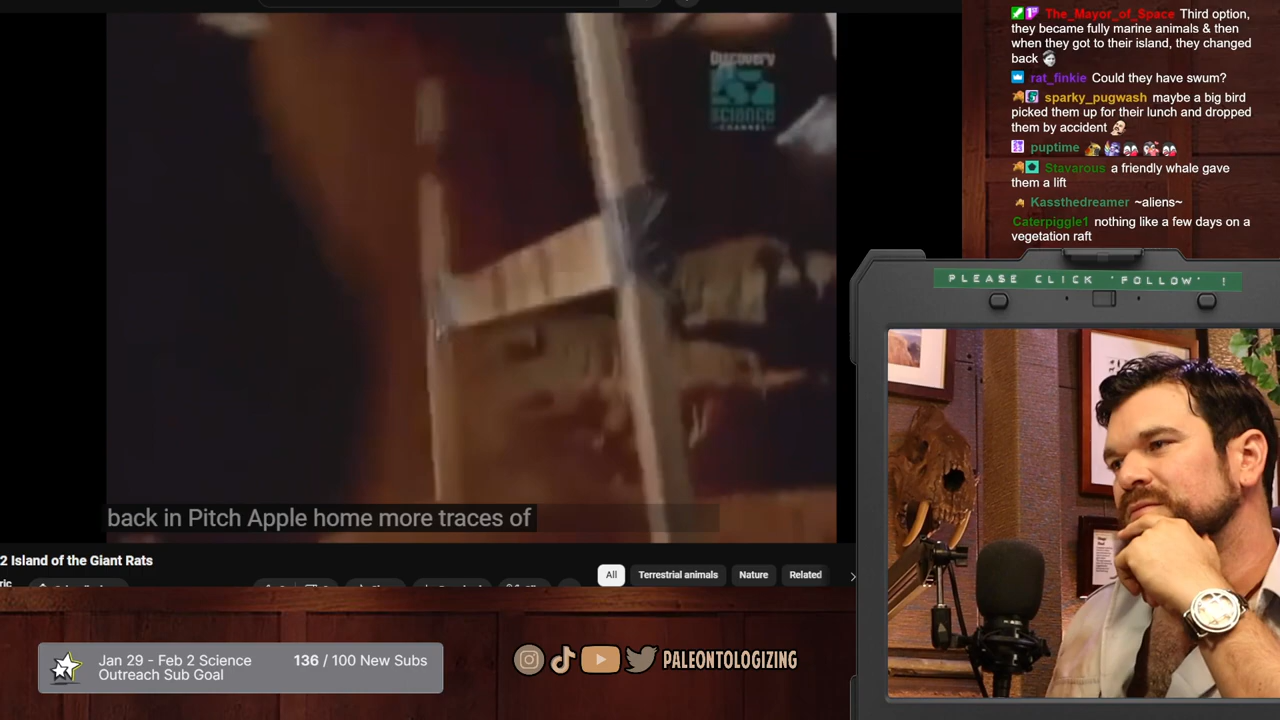 The_Mayor_of_Space Third option,
they became fully marine animals & then
when they got to their island, they changed
back
rat_finkie Could they have swum?
sparky_pugwash maybe a big bird
picked them up for their lunch and dropped
them by accident
puptime
Stavarous a friendly whale gave
them a lift
Kassthedreamer ~aliens~
Caterpiggle1 nothing like a few days on a
vegetation raft
Discovery
SCIENCE
CHANNEL
PLEASE CLICK 'FOLLOW' !
back in Pitch Apple home more traces of
2 Island of the Giant Rats
All
Terrestrial animals
Nature
Related
Jan 29 - Feb 2 Science
Outreach Sub Goal
136 / 100 New Subs
PALEONTOLOGIZING